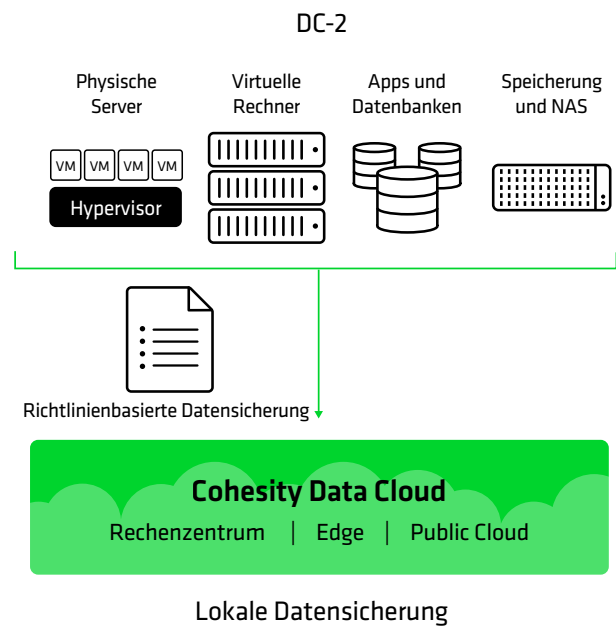 DC-2
Physische
Server
Virtuelle
Rechner
Apps und
Datenbanken
Speicherung
und NAS
VM VM VM VM
Hypervisor
Richtlinienbasierte Datensicherung
Cohesity Data Cloud
Rechenzentrum | Edge | Public Cloud
Lokale Datensicherung